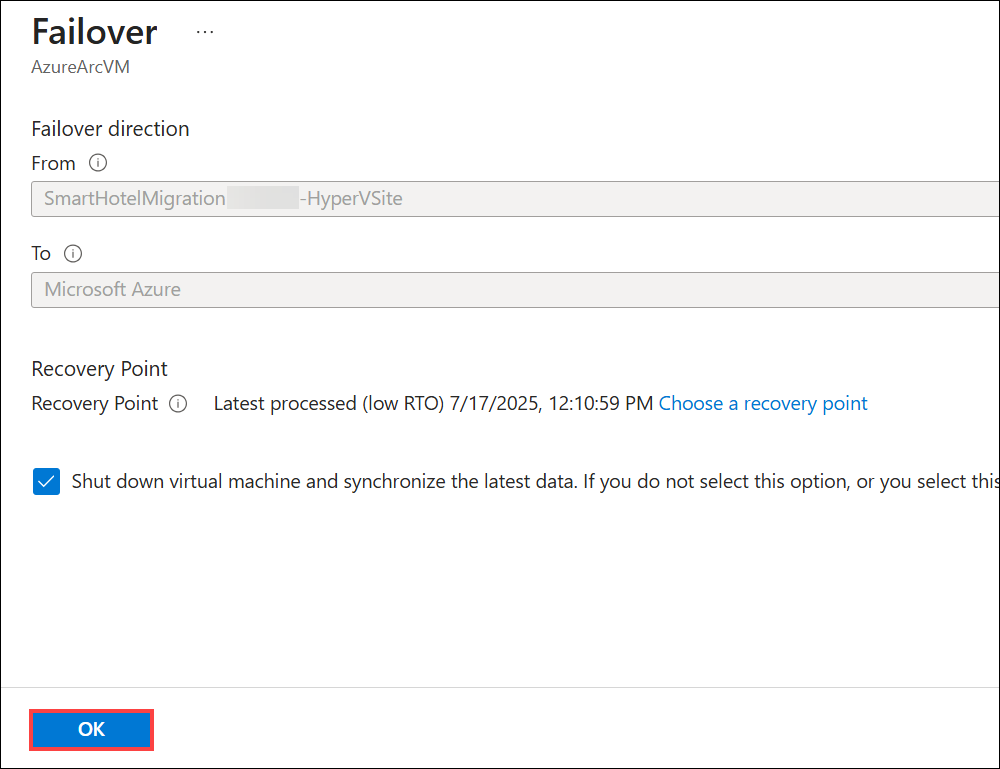 Failover ...
AzureArcVM
Failover direction
From
SmartHotelMigration -HyperVSite
To
Microsoft Azure
Recovery Point
Recovery Point Latest processed (low RTO) 7/17/2025, 12:10:59 PM Choose a recovery point
Shut down virtual machine and synchronize the latest data. If you do not select this option, or you select this
OK